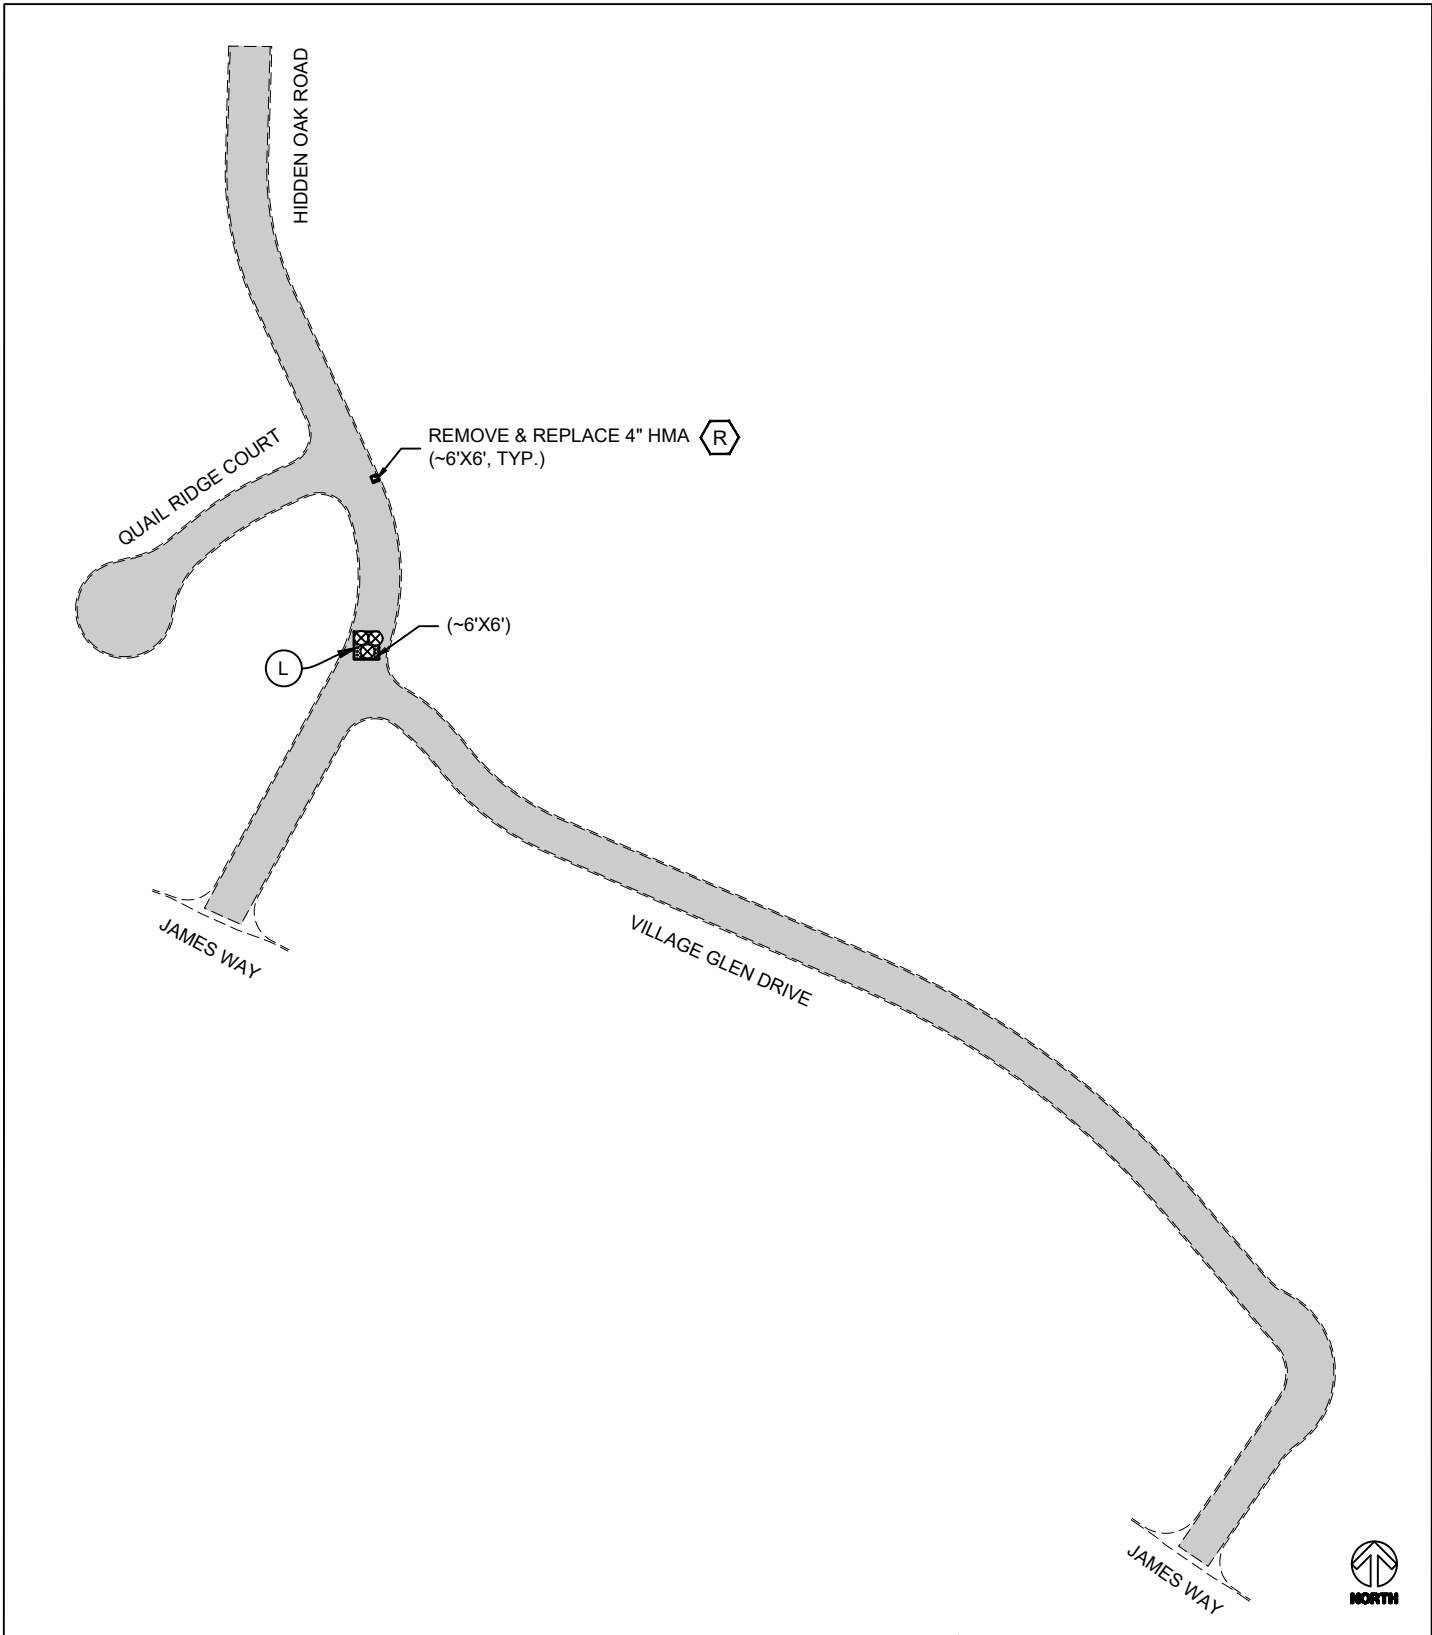 HIDDEN OAK ROAD
REMOVE & REPLACE 4" HMA
(~6'X6', TYP.)
R
QUAIL RIDGE COURT
(~6'X6')
L
JAMES WAY
VILLAGE GLEN DRIVE
JAMES WAY
NORTH